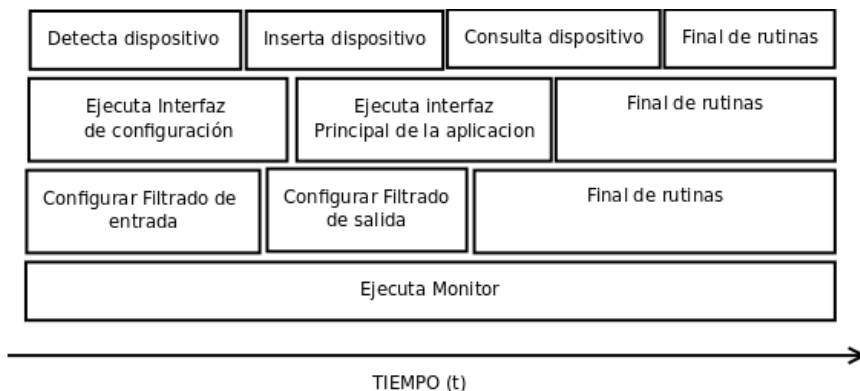 Detecta dispositivo
Inserta dispositivo
Consulta dispositivo
Final de rutinas
Ejecuta Interfaz
de configuración
Ejecuta interfaz
Principal de la aplicacion
Final de rutinas
Configurar Filtrado de
entrada
Configurar Filtrado
de salida
Final de rutinas
Ejecuta Monitor
TIEMPO (t)